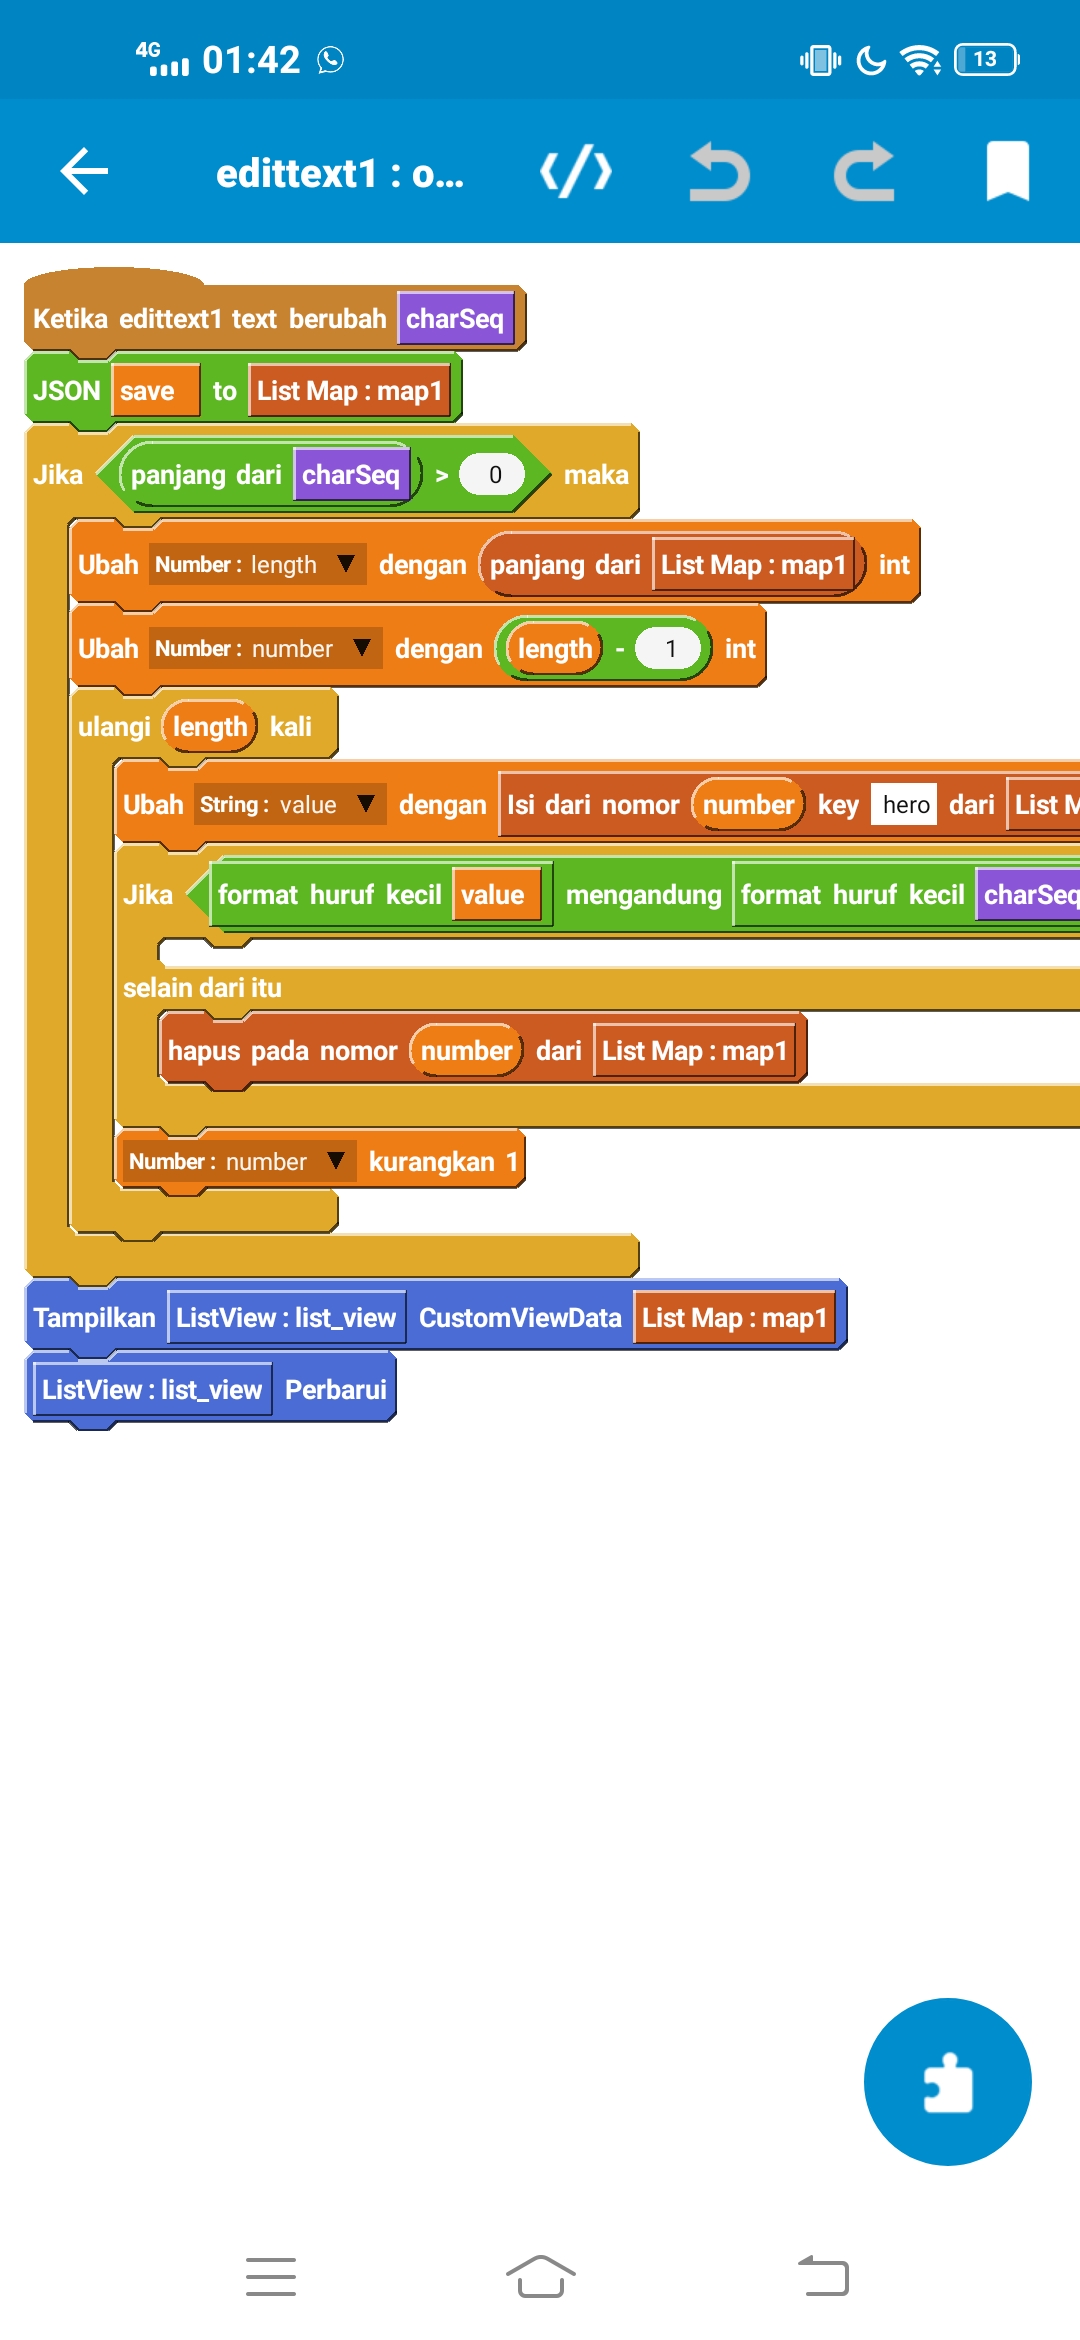 4G 01:42 13
edittext1 : o...
Ketika edittext1 text berubah charSeq
JSON save to List Map : map1
Jika panjang dari charSeq > 0 maka
Ubah Number : length dengan panjang dari List Map : map1 int
Ubah Number : number dengan length - 1 int
ulangi length kali
Ubah String : value dengan Isi dari nomor number key hero dari List M
Jika format huruf kecil value mengandung format huruf kecil charSeq
selain dari itu
hapus pada nomor number dari List Map : map1
Number : number kurangkan 1
Tampilkan ListView : list_view CustomViewData List Map : map1
ListView : list_view Perbarui